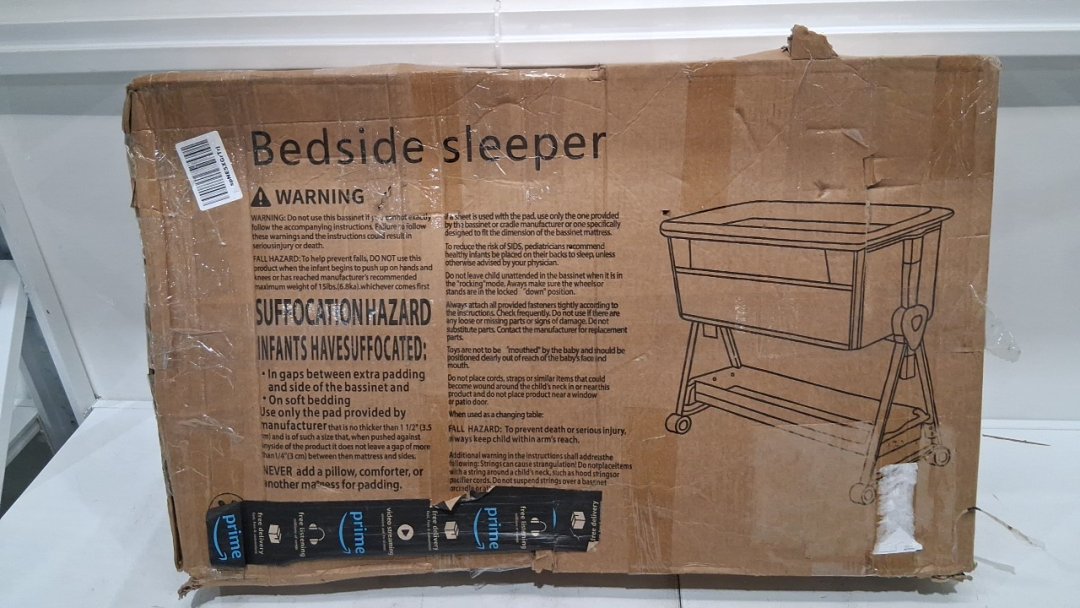 Bedside sleeper
WARNING
WARNING: Do not use this bassinet if you cannot exactly
follow the accompanying instructions. Failure to follow
these warnings and the instructions could result in
seriousinjury or death.
FALL HAZARD: To help prevent falls, DO NOT use this
product when the infant begins to push up on hands and
knees or has reached manufacturer's recommended
maximum weight of 15lbs.(6.8ka).whichever comes first
SUFFOCATION HAZARD
INFANTS HAVESUFFOCATED:
• In gaps between extra padding
and side of the bassinet and
• On soft bedding
Use only the pad provided by
manufacturer that is no thicker than 1 1/2"(3.5
and is of such a size that, when pushed against
inyside of the product it does not leave a gap of more
than 1/4"(3 cm) between then mattress and sides.
NEVER add a pillow, comforter, or
another mattress for padding.
If a sheet is used with the pad, use only the one provided
by the bassinet or cradle manufacturer or one specifically
designed to fit the dimension of the bassinet mattress.
To reduce the risk of SIDS, pediatricians recommend
healthy infants be placed on their backs to sleep, unless
otherwise advised by your physician.
Do not leave child unattended in the bassinet when it is in
the "rocking"mode. Aways make sure the wheelsor
stands are in the locked "down" position.
Always attach all provided fasteners tightly according to
the instructions. Check frequently. Do not use if there are
any loose or missing parts or signs of damage. Do not
substitute parts. Contact the manufacturer for replacement
parts.
Toys are not to be "mouthed" by the baby and should be
positioned clearly out of reach of the baby's face and
mouth.
Do not place cords, straps or similar items that could
become wound around the child's neck in or near this
product and do not place product near a window
or patio door.
When used as a changing table:
FALL HAZARD: To prevent death or serious injury,
always keep child within arm's reach.
Additional warning in the instructions shall addressthe
following: Strings can cause strangulation! Do notplaceitems
with a string around a child's neck, such as hood stringsor
pacifier cords. Do not suspend strings over a bassinet
free delivery
prime
free listening
video streaming
prime
free delivery
prime
free listening
free delivery